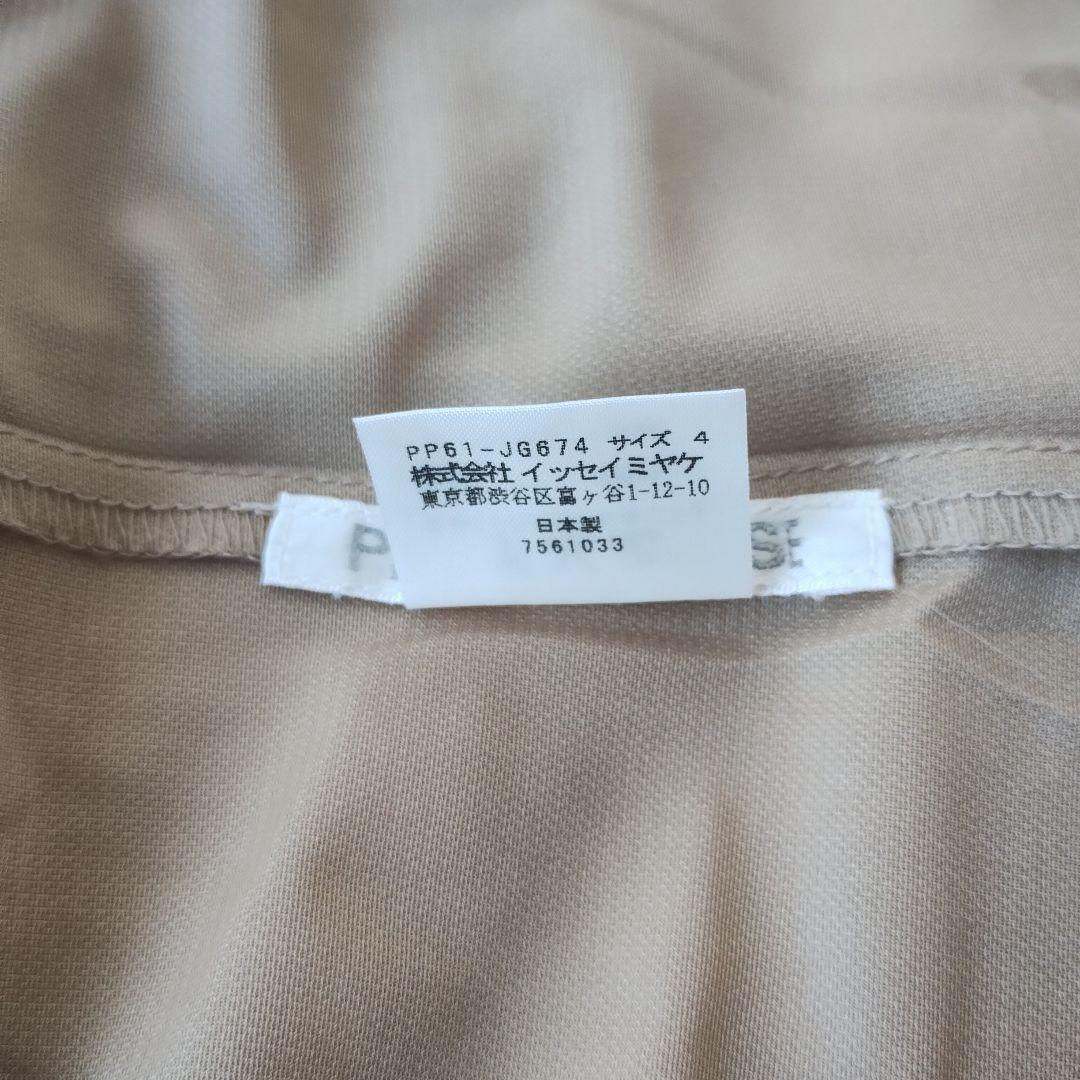 PP61-JG674 サイズ 4
株式会社 イッセイミヤケ
東京都渋谷区富ヶ谷1-12-10
日本製
7561033